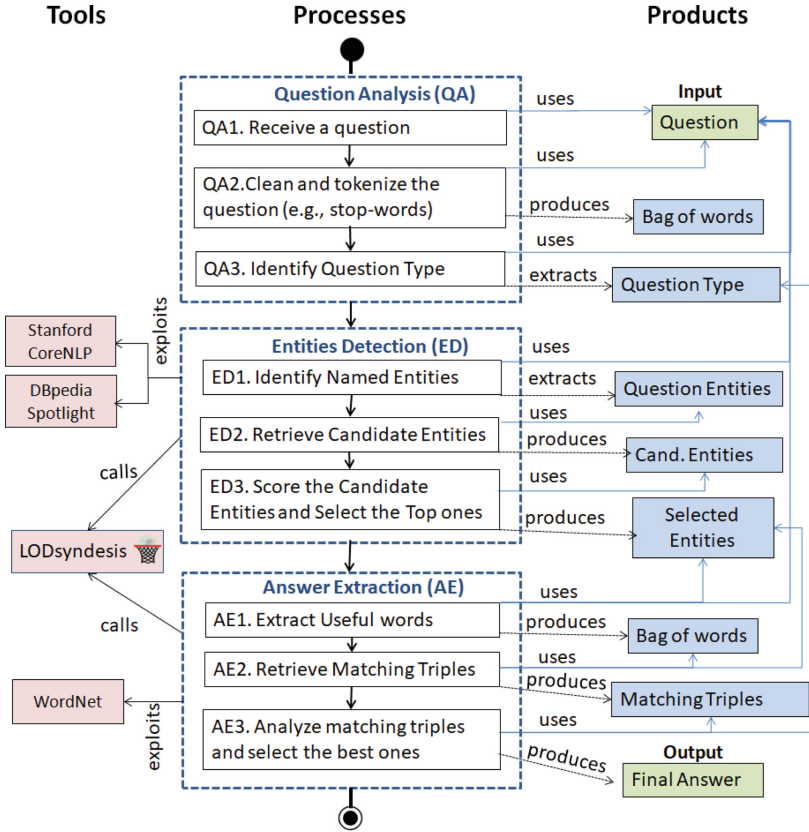 Tools
Processes
Products
Question Analysis (QA)
uses
Input
QA1. Receive a question
Question
uses
QA2.Clean and tokenize the
question (e.g., stop-words)
produces
Bag of words
uses
QA3. Identify Question Type
extracts
Question Type
exploits
Stanford
CoreNLP
DBpedia
Spotlight
Entities Detection (ED)
uses
ED1. Identify Named Entities
extracts
Question Entities
uses
ED2. Retrieve Candidate Entities
produces
Cand. Entities
calls
ED3. Score the Candidate
Entities and Select the Top ones
uses
produces
Selected
Entities
LODsyndesis
Answer Extraction (AE)
uses
calls
AE1. Extract Useful words
produces
Bag of words
uses
AE2. Retrieve Matching Triples
produces
Matching Triples
WordNet
exploits
uses
AE3. Analyze matching triples
and select the best ones
produces
Output
Final Answer